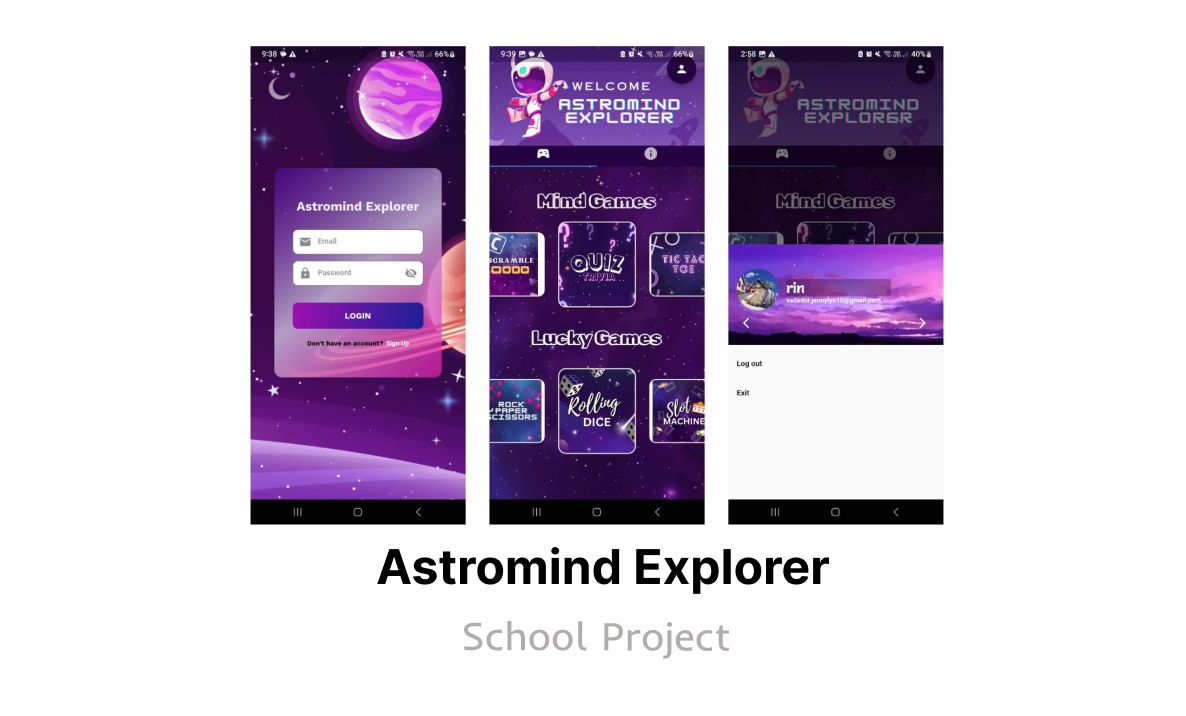 9:38
66%
Astromind Explorer
Email
Password
LOGIN
Don't have an account? Sign Up
9:39
66%
WELCOME
ASTROMIND
EXPLORER
Mind Games
SCRAMBLE
WORD
QUIZ
TRIVIA
TIC TAC
TOE
Lucky Games
ROCK
PAPER
SCISSORS
Rolling
DICE
Slot
MACHINE
2:58
40%
ASTROMIND
EXPLORER
Mind Games
rin
vallador.jennylyn10@gmail.com
Log out
Exit
Astromind Explorer
School Project